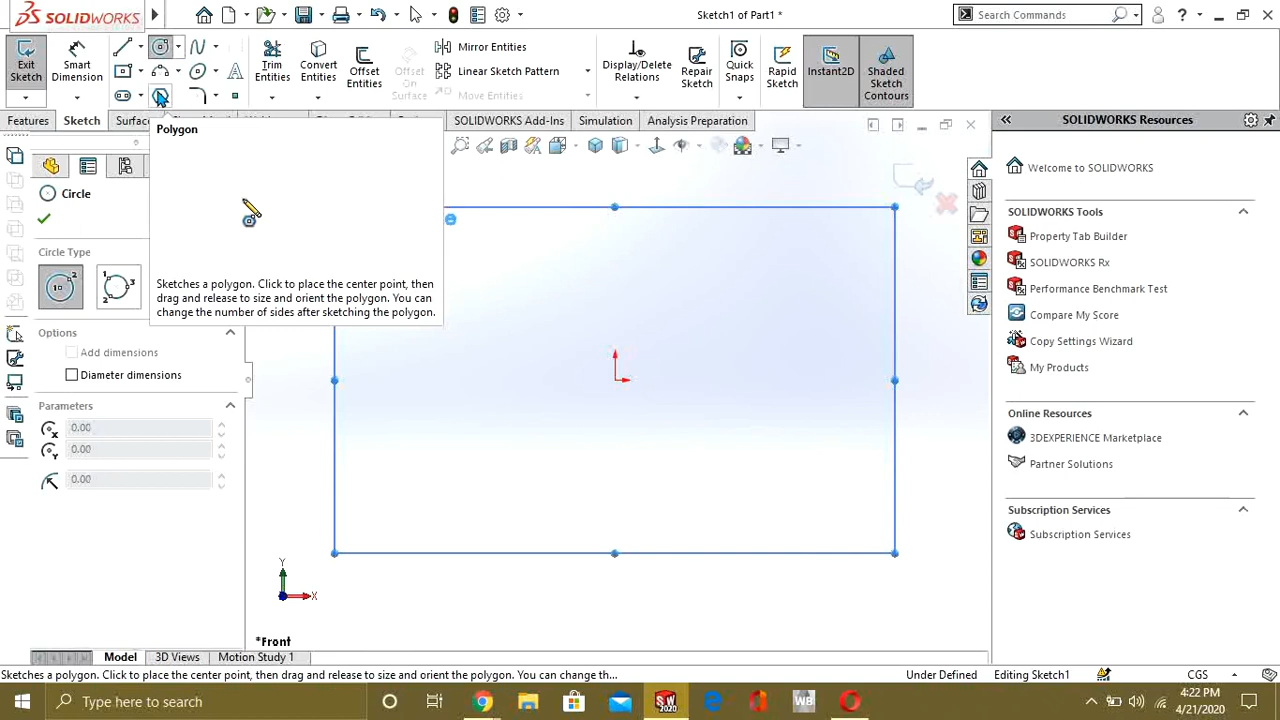 SOLIDWORKS
Sketch1 of Part1 *
Search Commands
?
Exit Sketch
Smart Dimension
Trim Entities
Convert Entities
Offset Entities
Offset On Surface
Mirror Entities
Linear Sketch Pattern
Move Entities
Display/Delete Relations
Repair Sketch
Quick Snaps
Rapid Sketch
Instant2D
Shaded Sketch Contours
Features
Sketch
Surfac
SOLIDWORKS Add-Ins
Simulation
Analysis Preparation
Polygon
Sketches a polygon. Click to place the center point, then
drag and release to size and orient the polygon. You can
change the number of sides after sketching the polygon.
Circle
Circle Type
Options
Add dimensions
Diameter dimensions
Parameters
0.00
0.00
0.00
Y
X
*Front
SOLIDWORKS Resources
Welcome to SOLIDWORKS
SOLIDWORKS Tools
Property Tab Builder
SOLIDWORKS Rx
Performance Benchmark Test
Compare My Score
Copy Settings Wizard
My Products
Online Resources
3DEXPERIENCE Marketplace
Partner Solutions
Subscription Services
Subscription Services
Model
3D Views
Motion Study 1
Sketches a polygon. Click to place the center point, then drag and release to size and orient the polygon. You can change th...
Under Defined
Editing Sketch1
CGS
Type here to search
SW 2020
WB
4:22 PM
4/21/2020